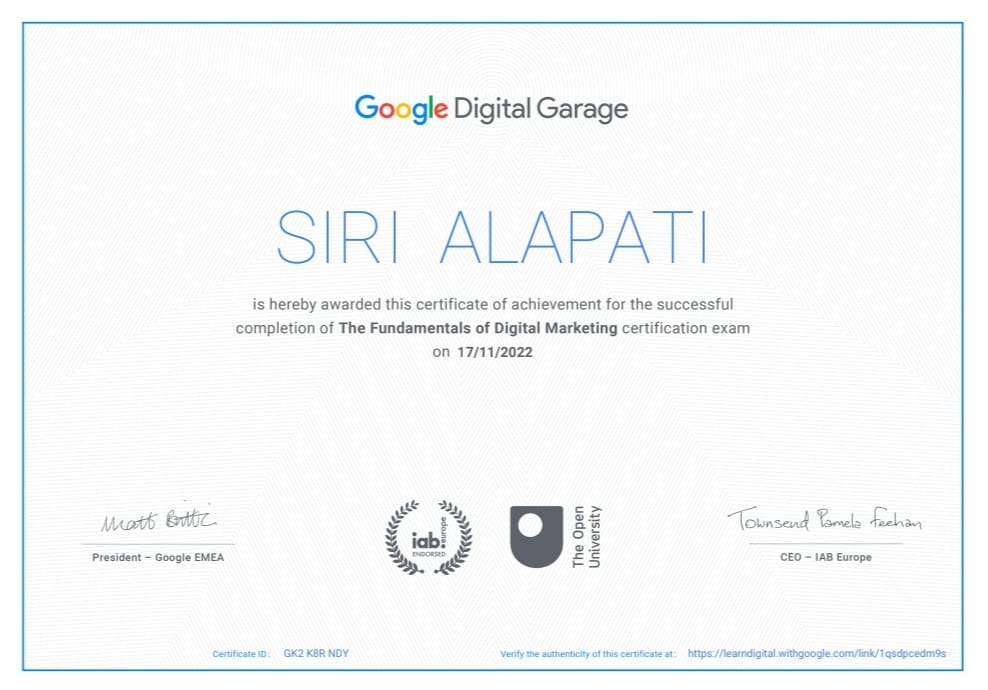 Google Digital Garage
SIRI ALAPATI
is hereby awarded this certificate of achievement for the successful
completion of The Fundamentals of Digital Marketing certification exam
on 17/11/2022
Matt Brittin
President – Google EMEA
iab.europe
ENDORSED
The Open
University
Townsend Pamela Feehan
CEO – IAB Europe
Certificate ID: GK2 K8R NDY
Verify the authenticity of this certificate at: https://learndigital.withgoogle.com/link/1qsdpcedm9s